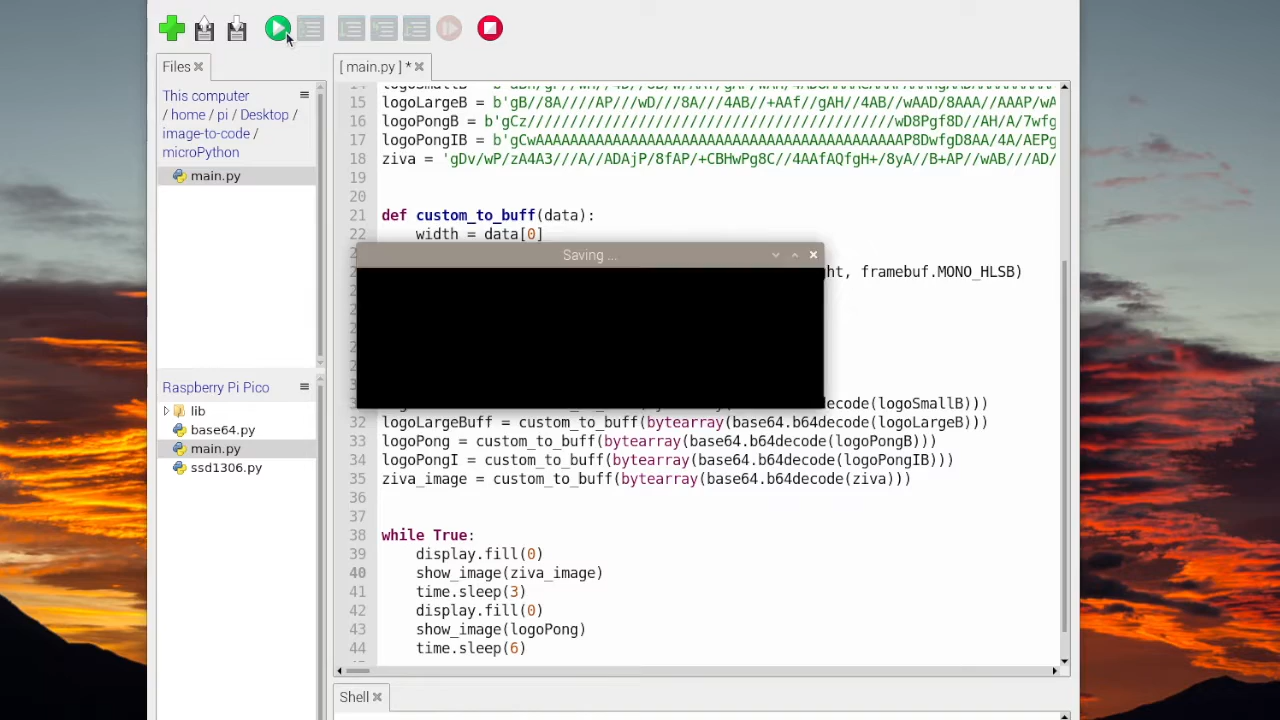 Files
[ main.py ] *
This computer
/ home / pi / Desktop /
image-to-code /
microPython
main.py
Raspberry Pi Pico
lib
base64.py
main.py
ssd1306.py
15 logoLargeB = b'gB//8A////AP///wD///8A///4AB//+AAf//gAH//4AB//wAAD/8AAA//AAAP/wA
16 logoPongB = b'gCz///////////////////////////////////////////wD8Pgf8D//AH/A/7wfg
17 logoPongIB = b'gCwAAAAAAAAAAAAAAAAAAAAAAAAAAAAAAAAAAAAAAAAAP8DwfgD8AA/4A/AEPg
18 ziva = 'gDv/wP/zA4A3///A//ADAjP/8fAP/+CBHwPg8C//4AAfAQfgH+/8yA//B+AP//wAB///AD/
19
20
21 def custom_to_buff(data):
22 width = data[0]
Saving ...
ht, framebuf.MONO_HLSB)
decode(logoSmallB)))
32 logoLargeBuff = custom_to_buff(bytearray(base64.b64decode(logoLargeB)))
33 logoPong = custom_to_buff(bytearray(base64.b64decode(logoPongB)))
34 logoPongI = custom_to_buff(bytearray(base64.b64decode(logoPongIB)))
35 ziva_image = custom_to_buff(bytearray(base64.b64decode(ziva)))
36
37
38 while True:
39 display.fill(0)
40 show_image(ziva_image)
41 time.sleep(3)
42 display.fill(0)
43 show_image(logoPong)
44 time.sleep(6)
Shell